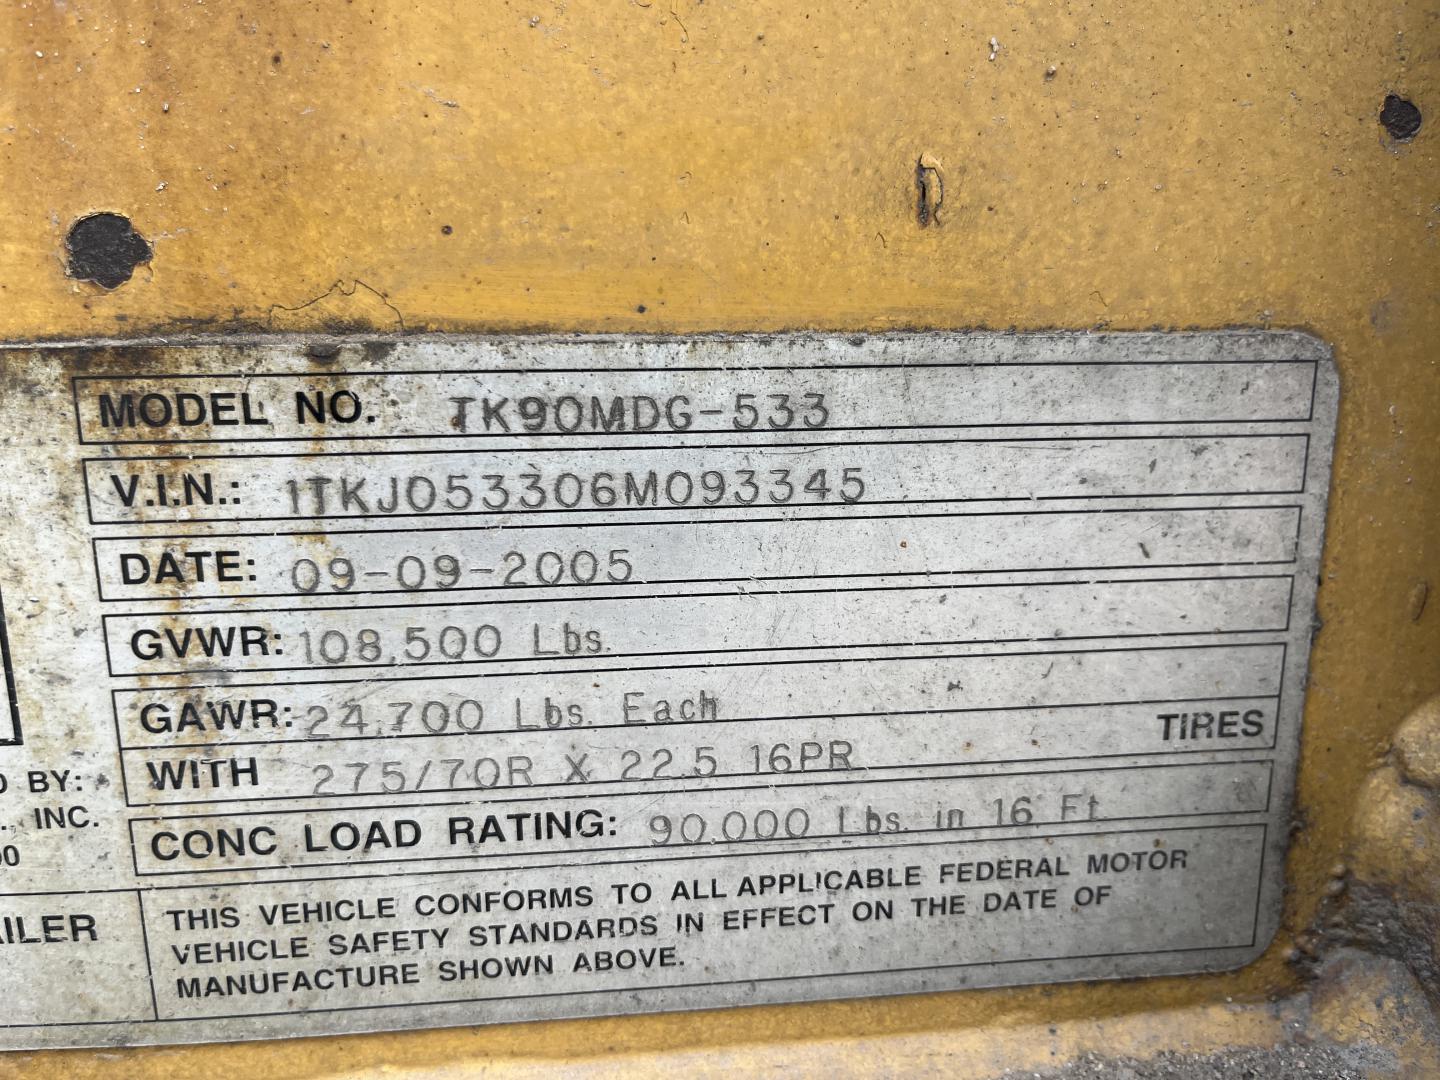 MODEL NO. TK90MDG-533
V.I.N.: 1TKJ053306M093345
DATE: 09-09-2005
GVWR: 108,500 Lbs.
GAWR: 24,700 Lbs. Each
WITH 275/70R X 22.5 16PR TIRES
CONC LOAD RATING: 90,000 Lbs. in 16 Ft.
THIS VEHICLE CONFORMS TO ALL APPLICABLE FEDERAL MOTOR
VEHICLE SAFETY STANDARDS IN EFFECT ON THE DATE OF
MANUFACTURE SHOWN ABOVE.
BY:
INC.
AILER